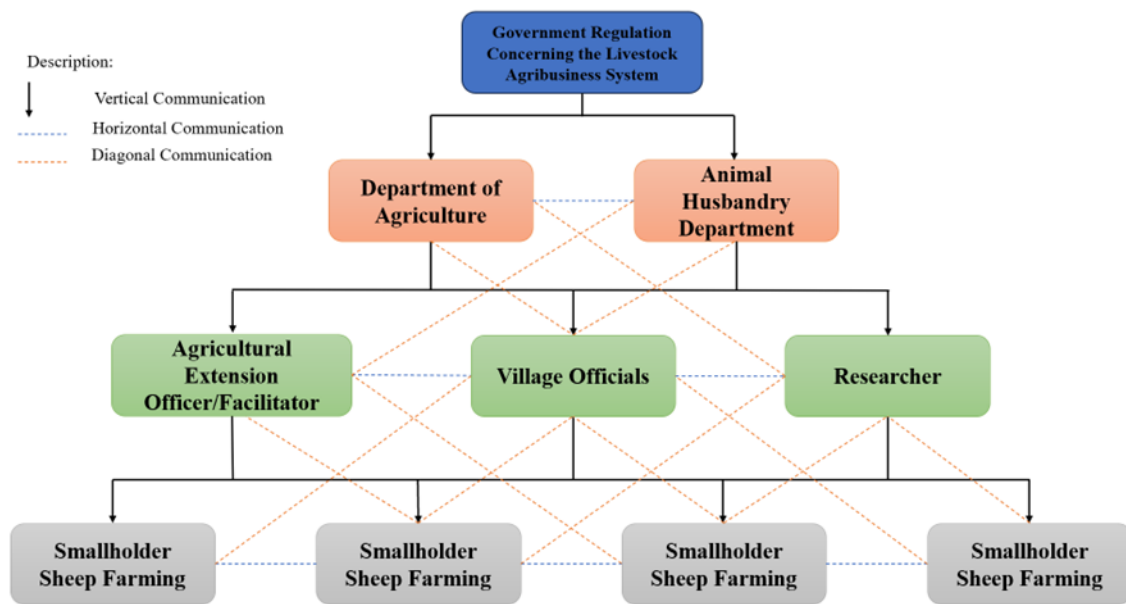 Government Regulation
Concerning the Livestock
Agribusiness System
Description:
Vertical Communication
Horizontal Communication
Diagonal Communication
Department of
Agriculture
Animal
Husbandry
Department
Agricultural
Extension
Officer/Facilitator
Village Officials
Researcher
Smallholder
Sheep Farming
Smallholder
Sheep Farming
Smallholder
Sheep Farming
Smallholder
Sheep Farming